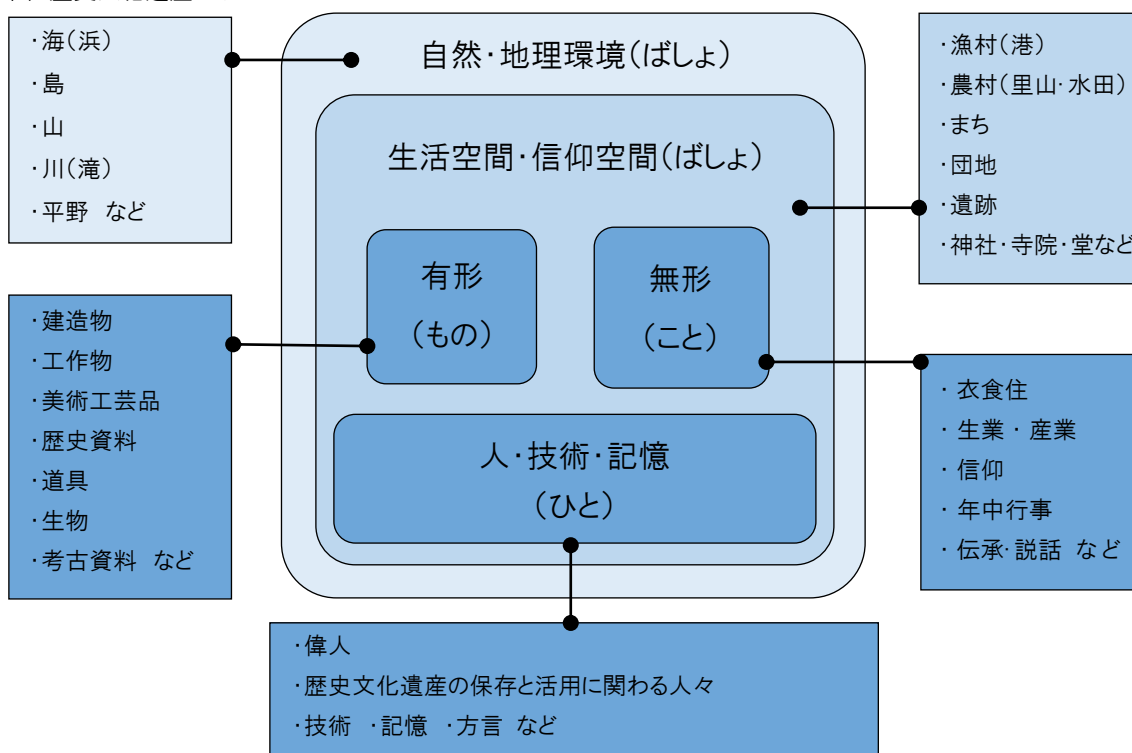 ・海(浜)
・島
・山
・川(滝)
・平野 など
自然・地理環境(ばしょ)
生活空間・信仰空間(ばしょ)
・漁村(港)
・農村(里山・水田)
・まち
・団地
・遺跡
・神社・寺院・堂など
有形
(もの)
無形
(こと)
・建造物
・工作物
・美術工芸品
・歴史資料
・道具
・生物
・考古資料 など
人・技術・記憶
(ひと)
・衣食住
・生業・産業
・信仰
・年中行事
・伝承・説話 など
・偉人
・歴史文化遺産の保存と活用に関わる人々
・技術 ・記憶 ・方言 など